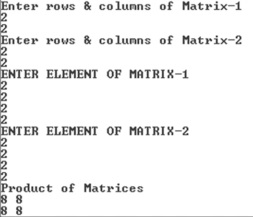 Enter rows & columns of Matrix-1
2
2
Enter rows & columns of Matrix-2
2
2
ENTER ELEMENT OF MATRIX-1
2
2
2
2
ENTER ELEMENT OF MATRIX-2
2
2
2
2
Product of Matrices
8 8
8 8